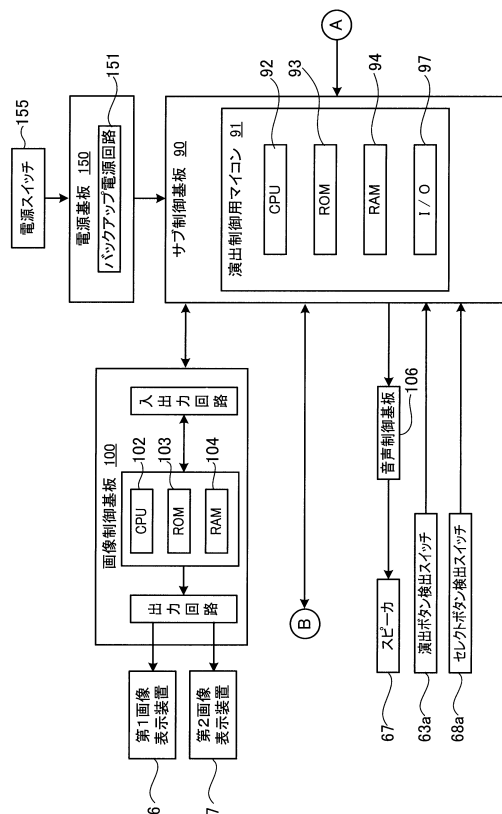 155
電源スイッチ
電源基板 150
151
バックアップ電源回路
サブ制御基板 90
演出制御用マイコン 91
92
CPU
93
ROM
94
RAM
97
I/O
A
画像制御基板 100
102
CPU
103
ROM
104
RAM
入出力回路
出力回路
第1画像
表示装置
6
第2画像
表示装置
7
B
106
音声制御基板
スピーカ
67
演出ボタン検出スイッチ
63a
セレクトボタン検出スイッチ
68a